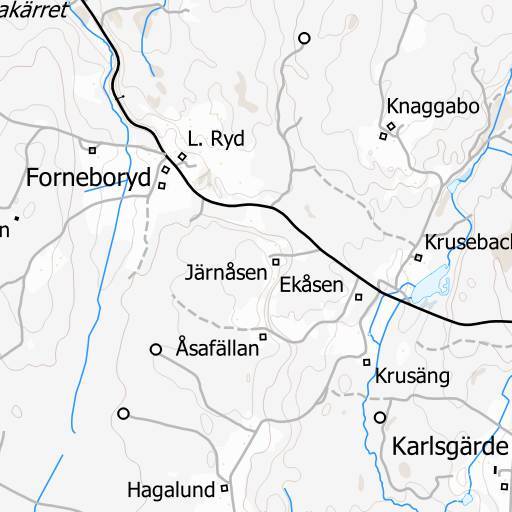 akärret
Knaggabo
L. Ryd
Forneboryd
n
Krusebac
Järnåsen
Ekåsen
Åsafällan
Krusäng
Karlsgärde
Hagalund